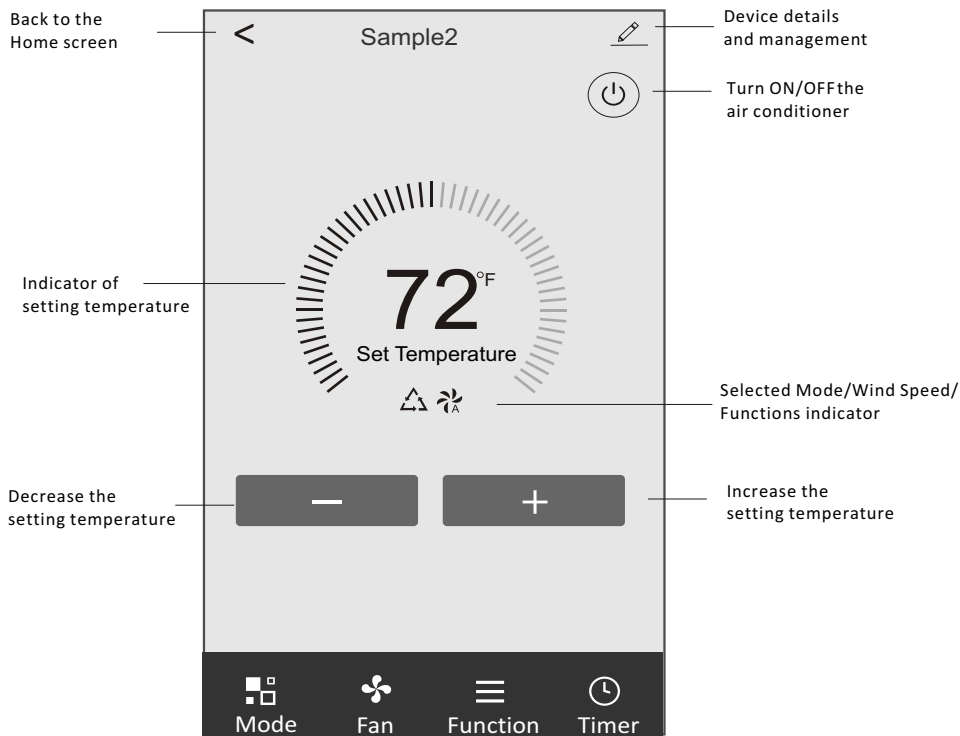 Back to the
Home screen
<
Sample2
Device details
and management
Turn ON/OFF the
air conditioner
Indicator of
setting temperature
72°F
Set Temperature
A
Selected Mode/Wind Speed/
Functions indicator
Decrease the
setting temperature
—
+
Increase the
setting temperature
Mode
Fan
Function
Timer